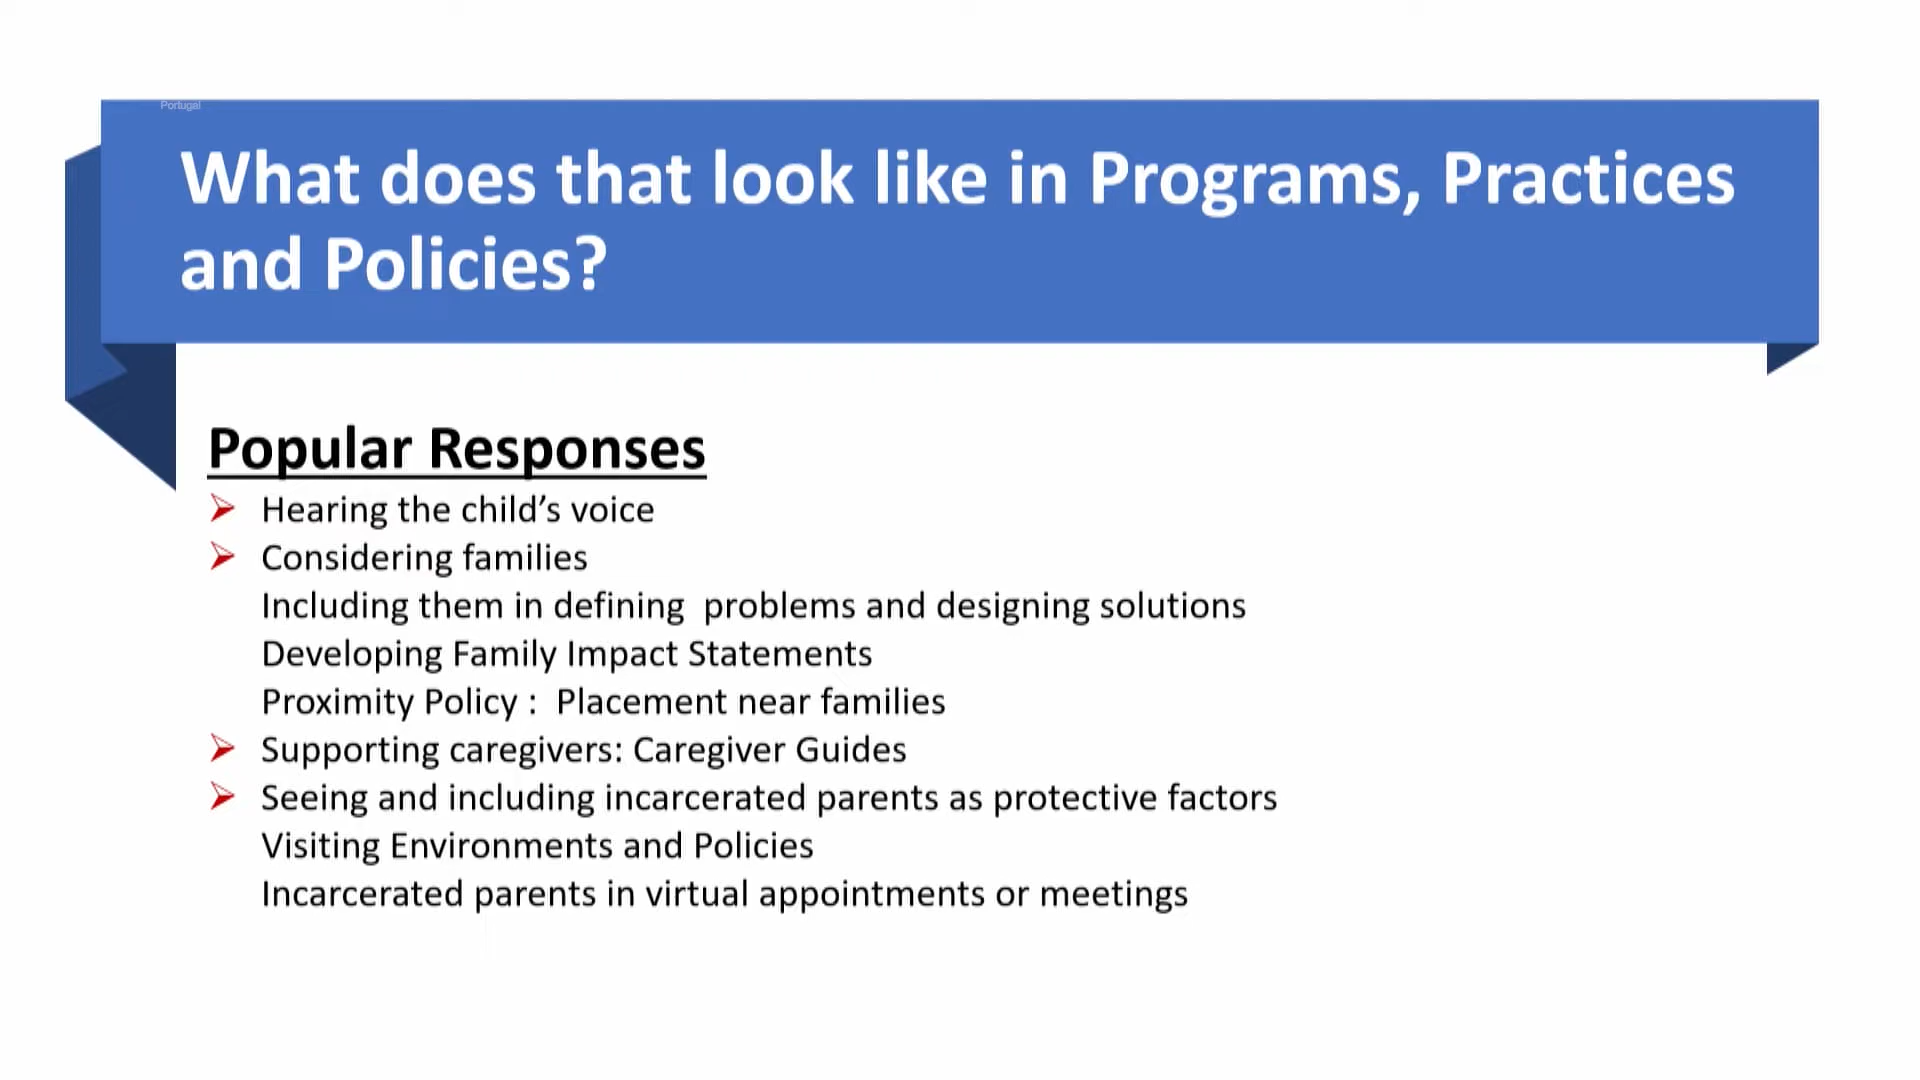 Portugal
What does that look like in Programs, Practices
and Policies?
Popular Responses
➢ Hearing the child’s voice
➢ Considering families
Including them in defining  problems and designing solutions
Developing Family Impact Statements
Proximity Policy :  Placement near families
➢ Supporting caregivers: Caregiver Guides
➢ Seeing and including incarcerated parents as protective factors
Visiting Environments and Policies
Incarcerated parents in virtual appointments or meetings